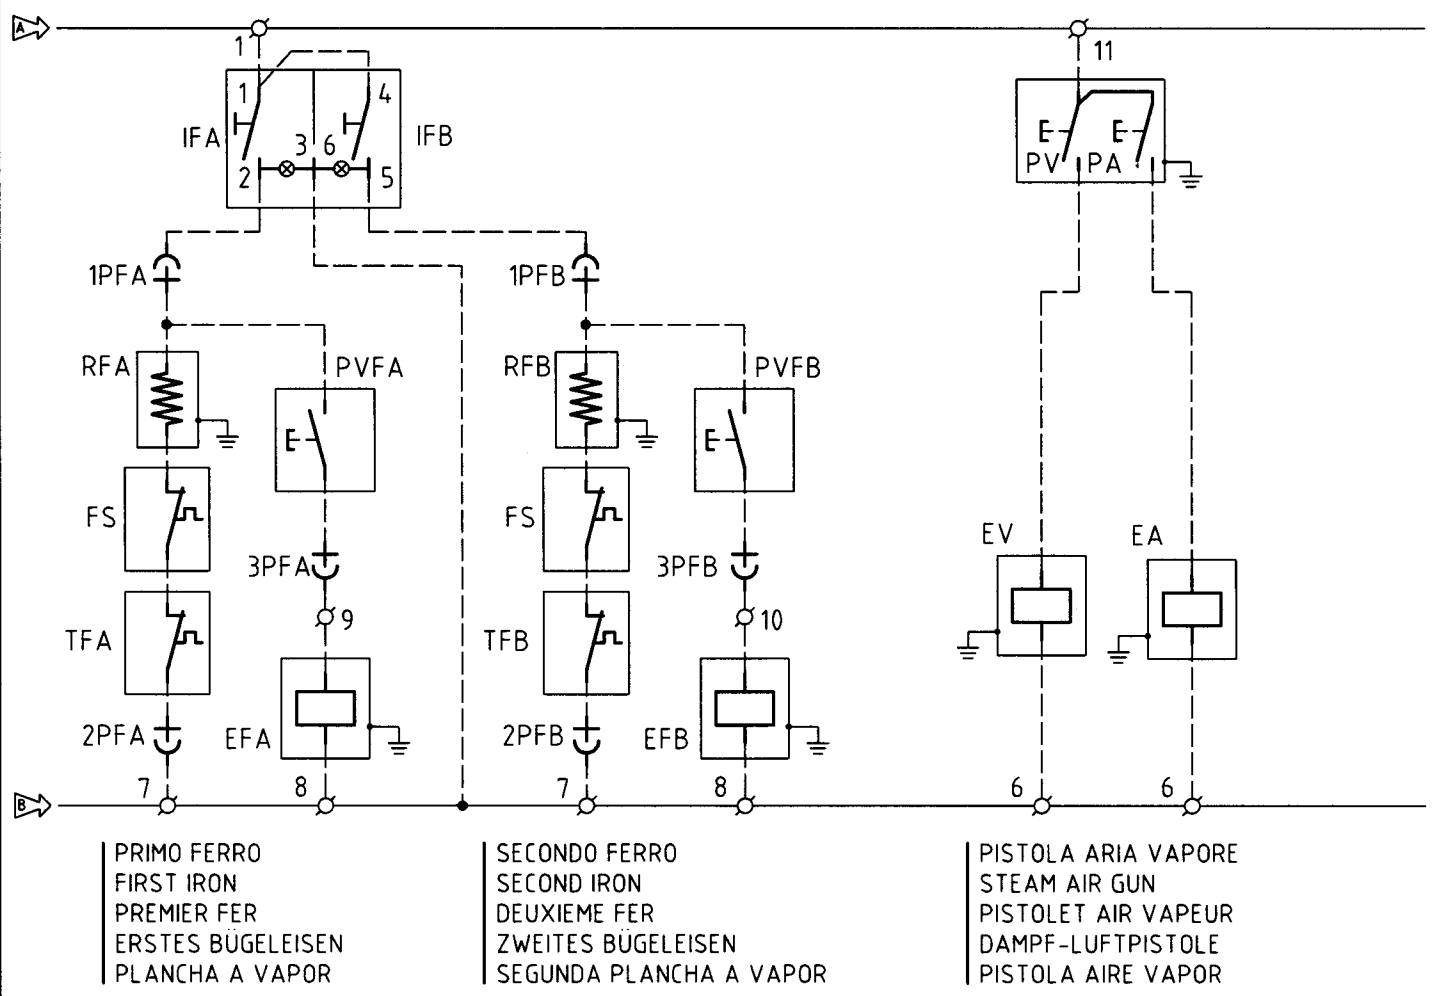 A
1
11
1
4
IFA
3
6
IFB
2
5
PV
PA
1PFA
1PFB
RFA
PVFA
RFB
PVFB
FS
FS
EV
EA
3PFA
3PFB
9
10
TFA
TFB
2PFA
EFA
2PFB
EFB
7
8
7
8
6
6
B
PRIMO FERRO
FIRST IRON
PREMIER FER
ERSTES BÜGELEISEN
PLANCHA A VAPOR
SECONDO FERRO
SECOND IRON
DEUXIEME FER
ZWEITES BÜGELEISEN
SEGUNDA PLANCHA A VAPOR
PISTOLA ARIA VAPORE
STEAM AIR GUN
PISTOLET AIR VAPEUR
DAMPF-LUFTPISTOLE
PISTOLA AIRE VAPOR